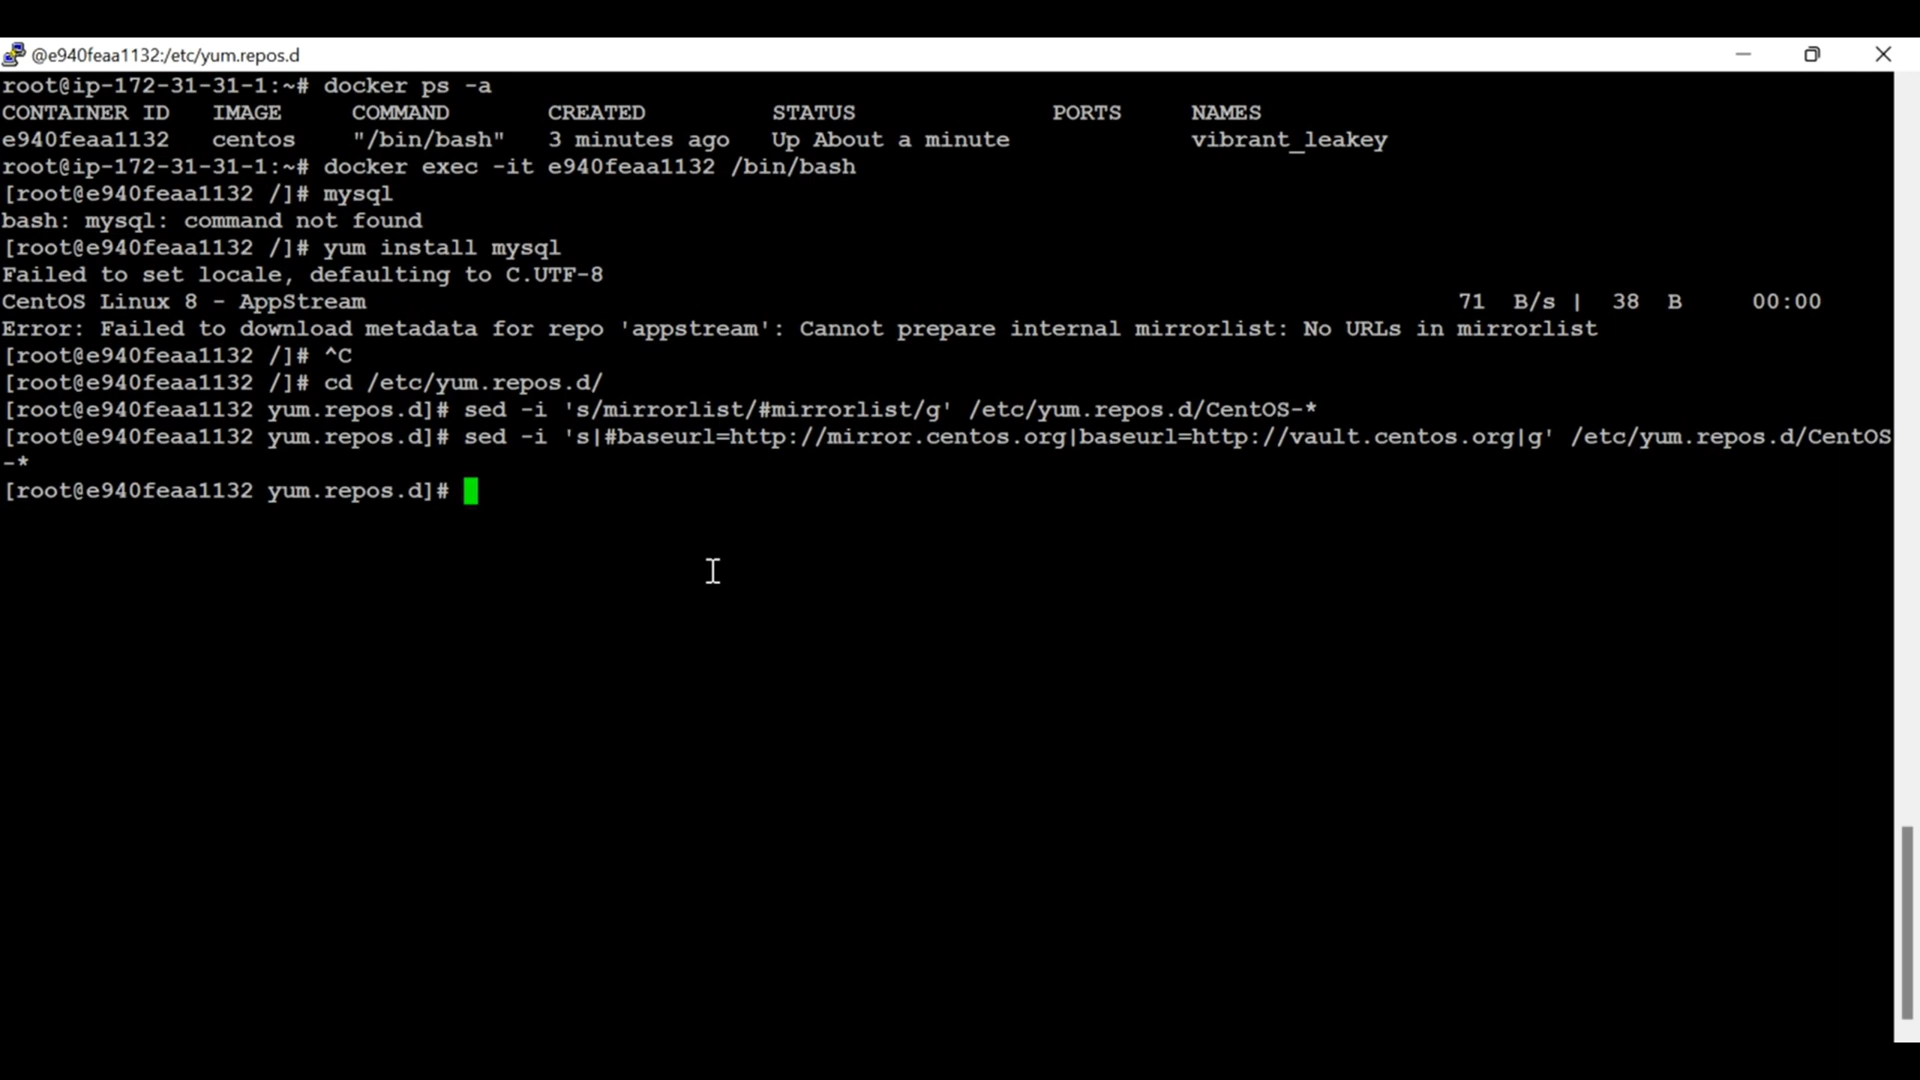 @e940feaa1132:/etc/yum.repos.d
root@ip-172-31-31-1:~# docker ps -a
CONTAINER ID   IMAGE     COMMAND       CREATED         STATUS              PORTS     NAMES
e940feaa1132   centos    "/bin/bash"   3 minutes ago   Up About a minute             vibrant_leakey
root@ip-172-31-31-1:~# docker exec -it e940feaa1132 /bin/bash
[root@e940feaa1132 /]# mysql
bash: mysql: command not found
[root@e940feaa1132 /]# yum install mysql
Failed to set locale, defaulting to C.UTF-8
CentOS Linux 8 - AppStream                                                                              71  B/s |  38  B     00:00
Error: Failed to download metadata for repo 'appstream': Cannot prepare internal mirrorlist: No URLs in mirrorlist
[root@e940feaa1132 /]# ^C
[root@e940feaa1132 /]# cd /etc/yum.repos.d/
[root@e940feaa1132 yum.repos.d]# sed -i 's/mirrorlist/#mirrorlist/g' /etc/yum.repos.d/CentOS-*
[root@e940feaa1132 yum.repos.d]# sed -i 's|#baseurl=http://mirror.centos.org|baseurl=http://vault.centos.org|g' /etc/yum.repos.d/CentOS
-*
[root@e940feaa1132 yum.repos.d]#